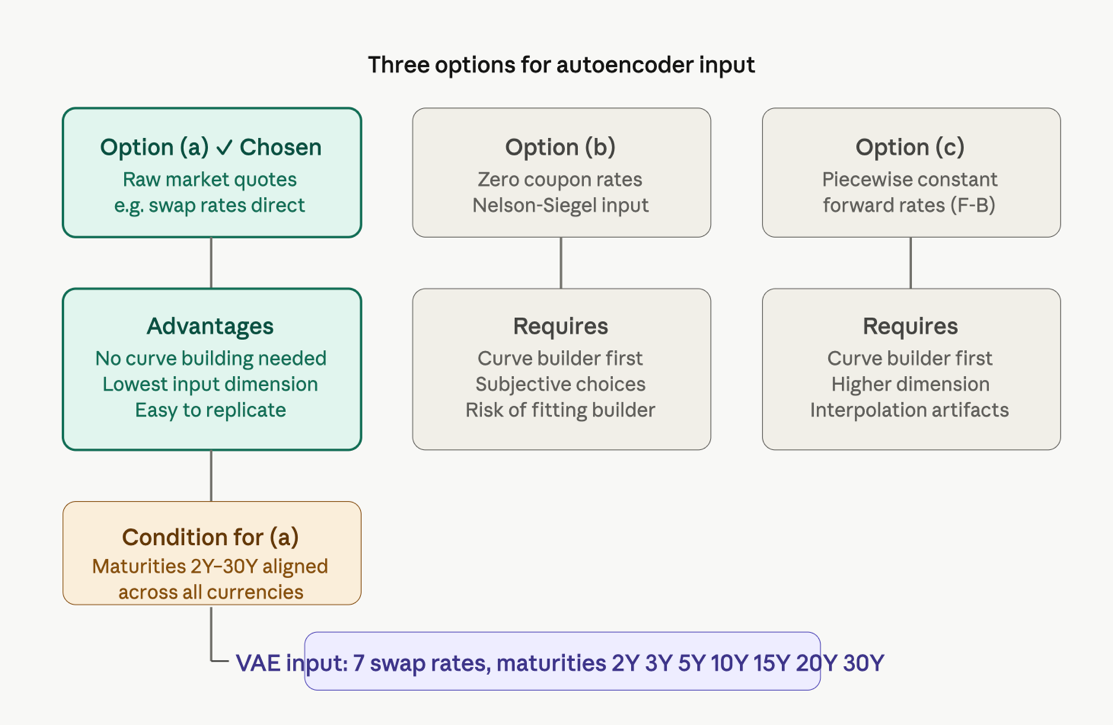 Three options for autoencoder input
Option (a) ✓ Chosen
Raw market quotes
e.g. swap rates direct
Option (b)
Zero coupon rates
Nelson-Siegel input
Option (c)
Piecewise constant
forward rates (F-B)
Advantages
No curve building needed
Lowest input dimension
Easy to replicate
Requires
Curve builder first
Subjective choices
Risk of fitting builder
Requires
Curve builder first
Higher dimension
Interpolation artifacts
Condition for (a)
Maturities 2Y–30Y aligned
across all currencies
VAE input: 7 swap rates, maturities 2Y 3Y 5Y 10Y 15Y 20Y 30Y